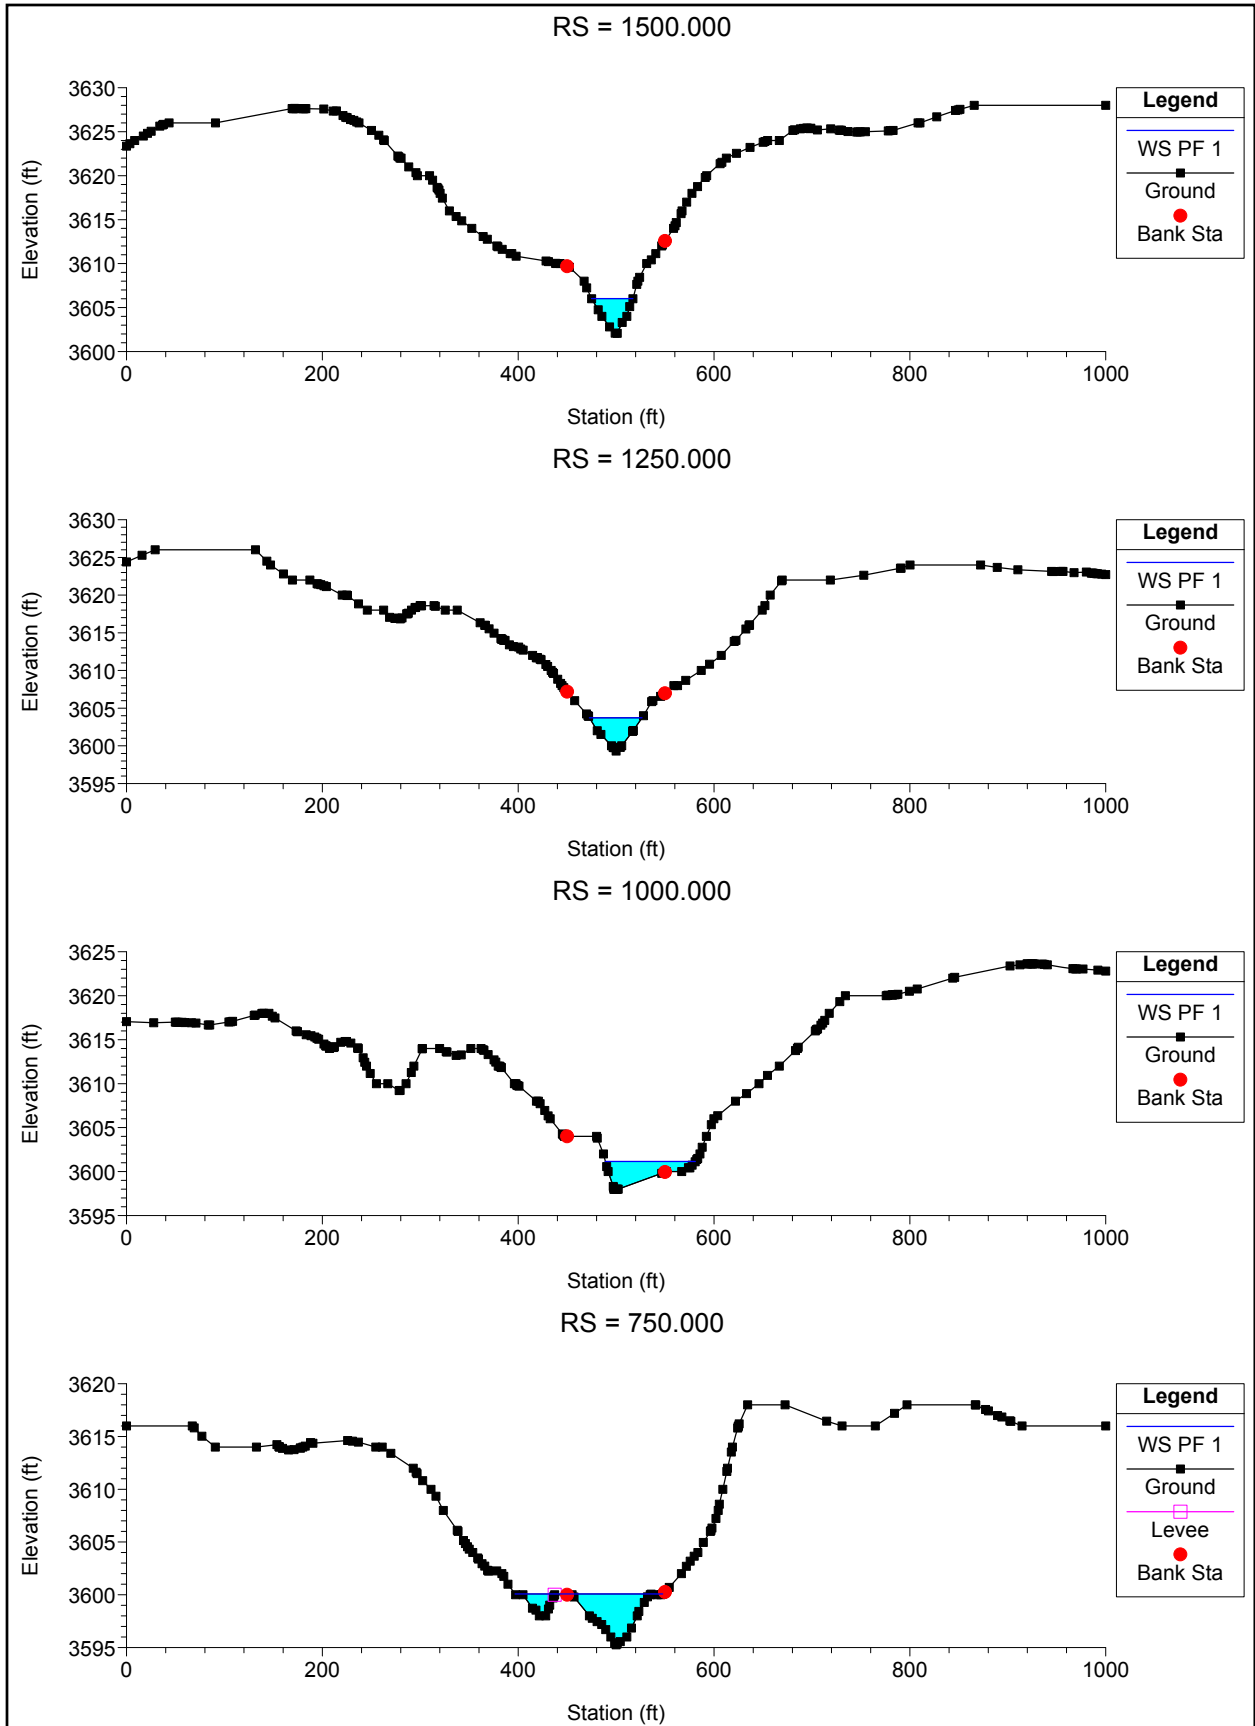 RS = 1500.000
3630
3625
3620
3615
3610
3605
3600
Elevation (ft)
0 200 400 600 800 1000
Station (ft)
Legend
WS PF 1
Ground
Bank Sta
RS = 1250.000
3630
3625
3620
3615
3610
3605
3600
3595
Elevation (ft)
0 200 400 600 800 1000
Station (ft)
Legend
WS PF 1
Ground
Bank Sta
RS = 1000.000
3625
3620
3615
3610
3605
3600
3595
Elevation (ft)
0 200 400 600 800 1000
Station (ft)
Legend
WS PF 1
Ground
Bank Sta
RS = 750.000
3620
3615
3610
3605
3600
3595
Elevation (ft)
0 200 400 600 800 1000
Station (ft)
Legend
WS PF 1
Ground
Levee
Bank Sta